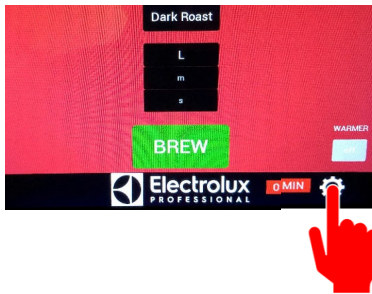 Dark Roast
L
m
s
BREW
WARMER
Electrolux
PROFESSIONAL
0 MIN